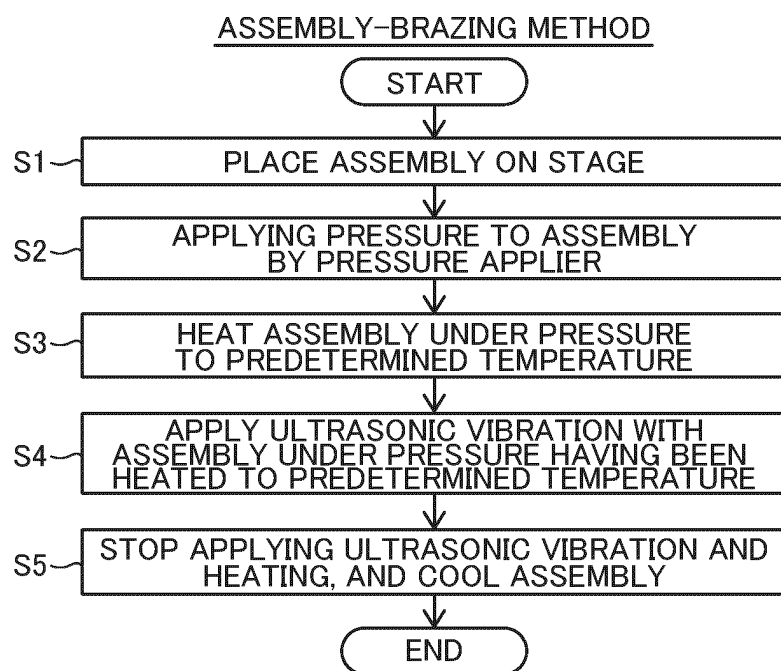 ASSEMBLY-BRAZING METHOD
START
S1
PLACE ASSEMBLY ON STAGE
S2
APPLYING PRESSURE TO ASSEMBLY
BY PRESSURE APPLIER
S3
HEAT ASSEMBLY UNDER PRESSURE
TO PREDETERMINED TEMPERATURE
S4
APPLY ULTRASONIC VIBRATION WITH
ASSEMBLY UNDER PRESSURE HAVING BEEN
HEATED TO PREDETERMINED TEMPERATURE
S5
STOP APPLYING ULTRASONIC VIBRATION AND
HEATING, AND COOL ASSEMBLY
END